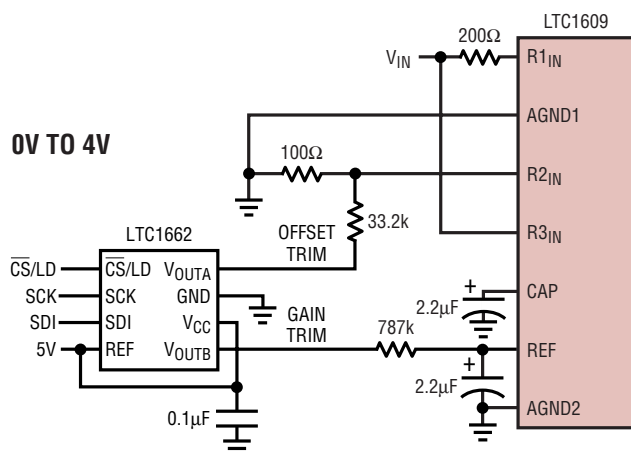 LTC1609
200Ω
V_IN
R1_IN
AGND1
0V TO 4V
100Ω
R2_IN
33.2k
LTC1662
OFFSET
TRIM
R3_IN
C̅S̅/LD
C̅S̅/LD
V_OUTA
SCK
SCK
GND
CAP
+
2.2µF
SDI
SDI
V_CC
GAIN
TRIM
787k
5V
REF
V_OUTB
REF
+
2.2µF
0.1µF
AGND2